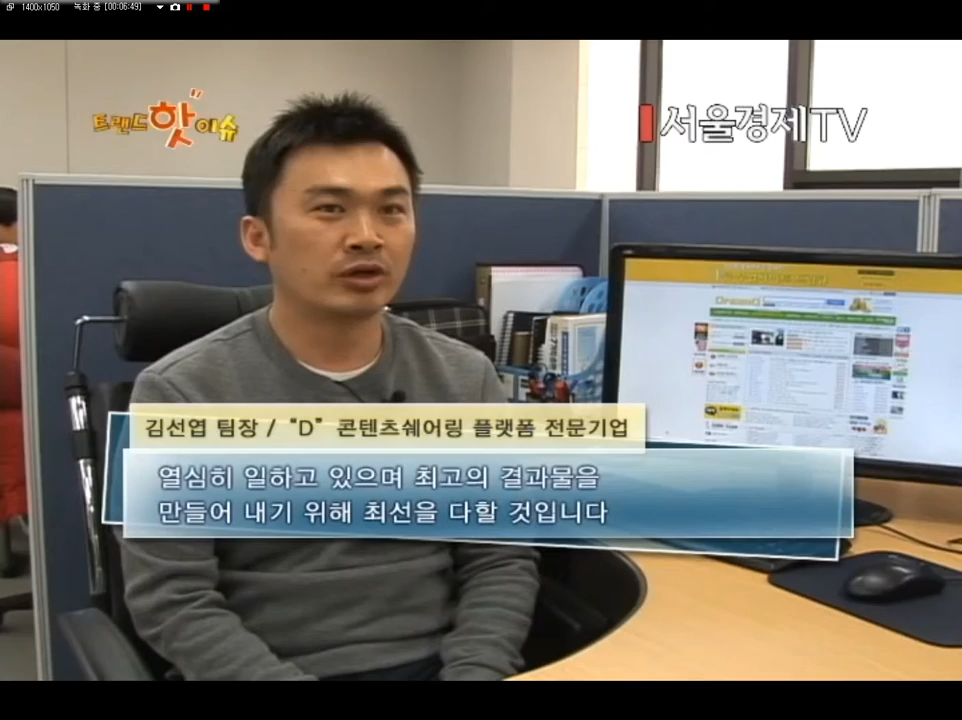 1400x1050 녹화 중 [00:06:49]
트랜드 핫 이슈
서울경제TV
김선엽 팀장 / “D” 콘텐츠쉐어링 플랫폼 전문기업
열심히 일하고 있으며 최고의 결과물을
만들어 내기 위해 최선을 다할 것입니다